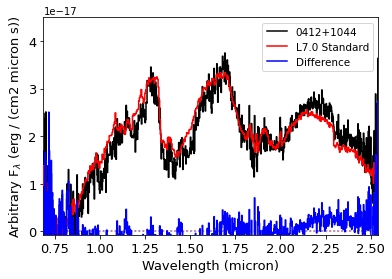 1e−17
0412+1044
L7.0 Standard
Difference
Arbitrary Fλ (erg / (cm2 micron s))
4
3
2
1
0
0.75 1.00 1.25 1.50 1.75 2.00 2.25 2.50
Wavelength (micron)